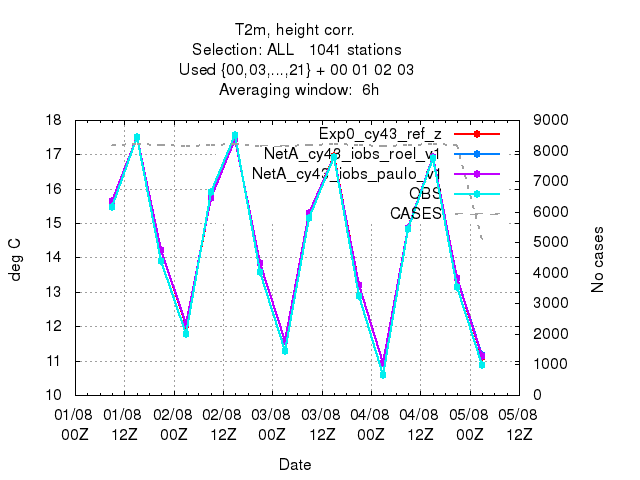 T2m, height corr.
Selection: ALL   1041 stations
Used {00,03,...,21} + 00 01 02 03
Averaging window:  6h
18
17
16
15
14
13
12
11
10
deg C
9000
8000
7000
6000
5000
4000
3000
2000
1000
0
No cases
Exp0_cy43_ref_z
NetA_cy43_iobs_roel_v1
NetA_cy43_iobs_paulo_v1
OBS
CASES
01/08 01/08 02/08 02/08 03/08 03/08 04/08 04/08 05/08 05/08
00Z 12Z 00Z 12Z 00Z 12Z 00Z 12Z 00Z 12Z
Date